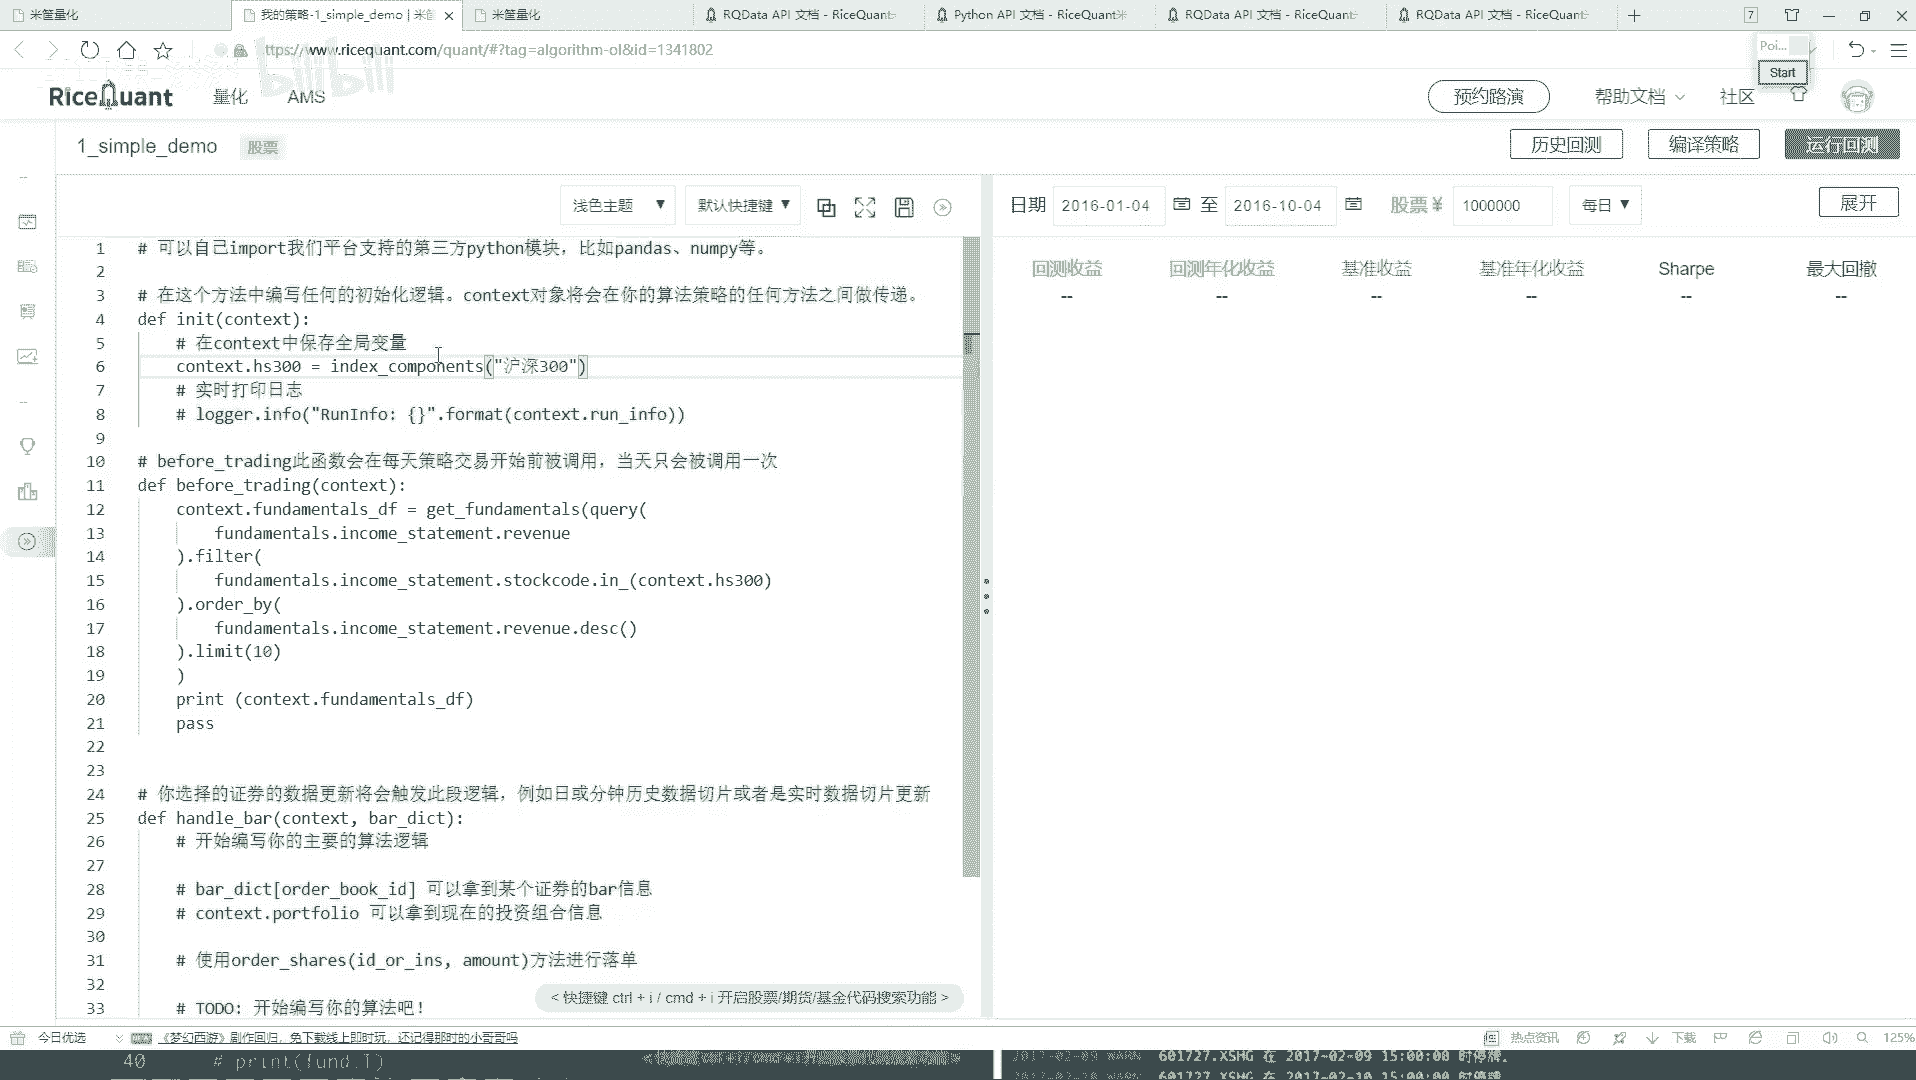 米筐量化
我的策略-1_simple_demo | 米筐
米筐量化
RQData API 文档 - RiceQuant
Python API 文档 - RiceQuant米
RQData API 文档 - RiceQuant
RQData API 文档 - RiceQuant
7
ttps://www.ricequant.com/quant/#?tag=algorithm-ol&id=1341802
Poi...
Start
bilibili
RiceQuant
量化
AMS
预约路演
帮助文档
社区
1_simple_demo
股票
历史回测
编译策略
运行回测
浅色主题 ▼
默认快捷键 ▼
日期 2016-01-04 至 2016-10-04 股票 ¥ 1000000 每日 ▼
展开
回测收益 回测年化收益 基准收益 基准年化收益 Sharpe 最大回撤
-- -- -- -- -- --
1 # 可以自己import我们平台支持的第三方python模块，比如pandas、numpy等。
2
3 # 在这个方法中编写任何的初始化逻辑。context对象将会在你的算法策略的任何方法之间做传递。
4 def init(context):
5 # 在context中保存全局变量
6 context.hs300 = index_components("沪深300")
7 # 实时打印日志
8 # logger.info("RunInfo: {}".format(context.run_info))
9
10 # before_trading此函数会在每天策略交易开始前被调用，当天只会被调用一次
11 def before_trading(context):
12 context.fundamentals_df = get_fundamentals(query(
13 fundamentals.income_statement.revenue
14 ).filter(
15 fundamentals.income_statement.stockcode.in_(context.hs300)
16 ).order_by(
17 fundamentals.income_statement.revenue.desc()
18 ).limit(10)
19 )
20 print (context.fundamentals_df)
21 pass
22
23
24 # 你选择的证券的数据更新将会触发此段逻辑，例如日或分钟历史数据切片或者是实时数据切片更新
25 def handle_bar(context, bar_dict):
26 # 开始编写你的主要的算法逻辑
27
28 # bar_dict[order_book_id] 可以拿到某个证券的bar信息
29 # context.portfolio 可以拿到现在的投资组合信息
30
31 # 使用order_shares(id_or_ins, amount)方法进行落单
32
33 # TODO: 开始编写你的算法吧！
< 快捷键 ctrl + i / cmd + i 开启股票/期货/基金代码搜索功能 >
今日优选
《梦幻西游》剧作回归，免下载线上即时玩，还记得那时的小哥哥吗
热点资讯
下载
125%
40 # print(fund.T)
2017-02-09 WARN 601727.XSHG 在 2017-02-09 15:00:00 时停牌。
2017-02-10 WARN 601727.XSHG 在 2017-02-10 15:00:00 时停牌。